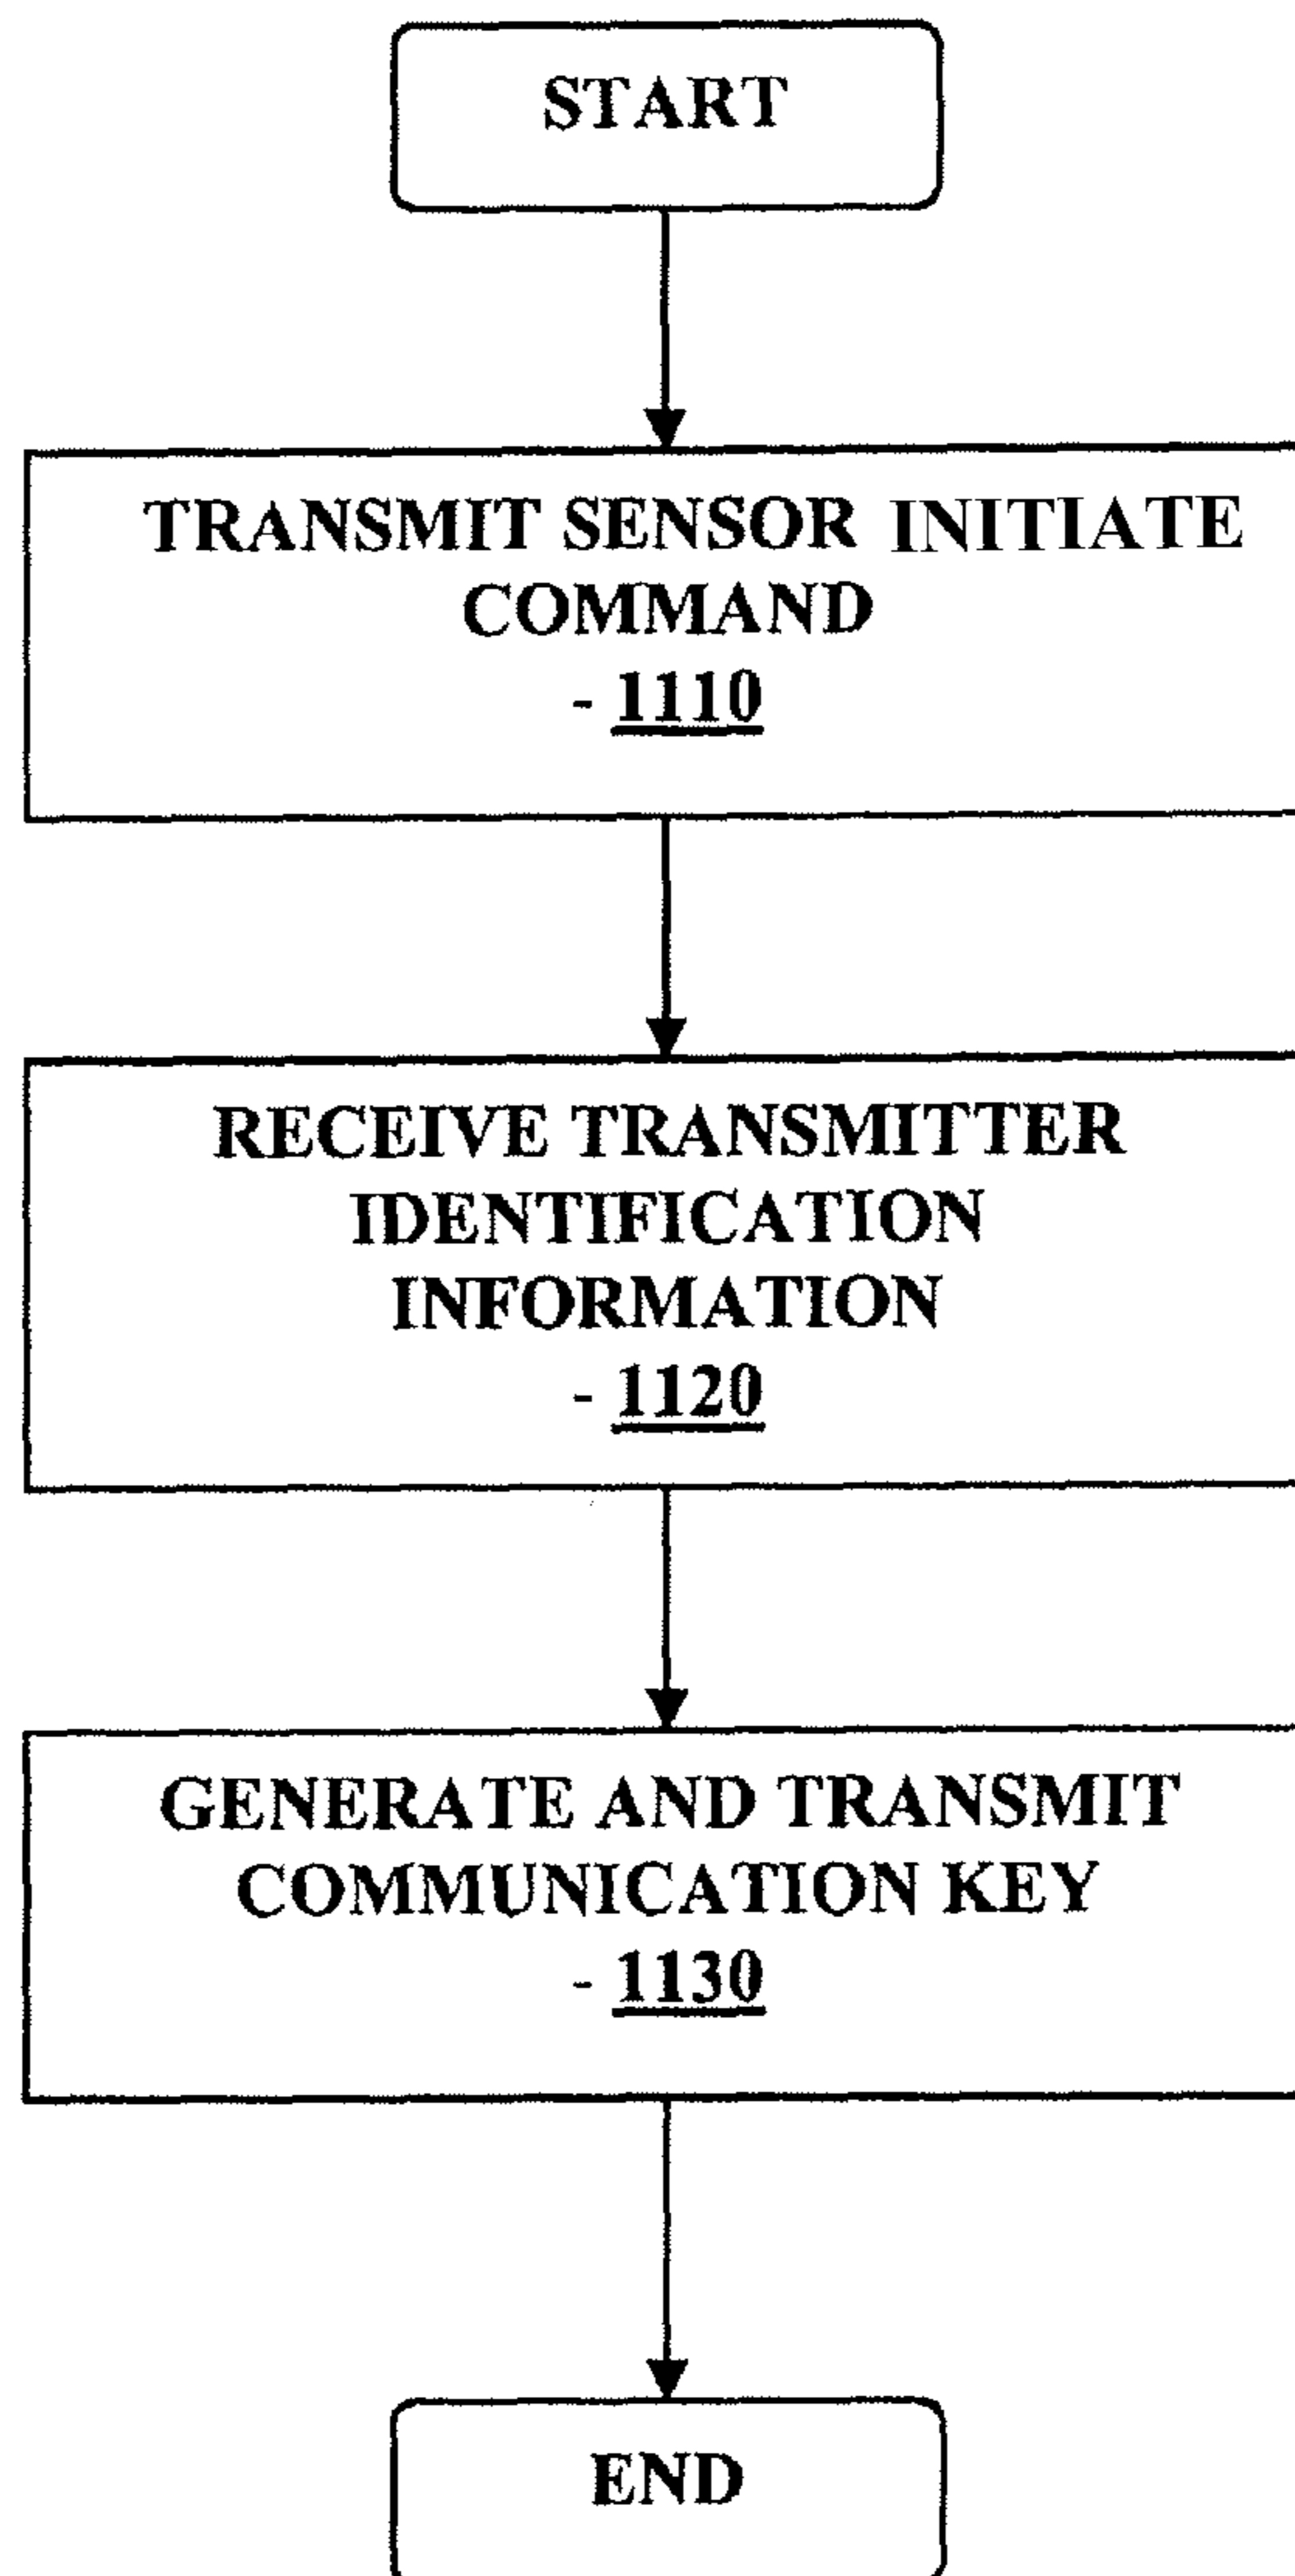 START
TRANSMIT SENSOR INITIATE
COMMAND
- 1110
RECEIVE TRANSMITTER
IDENTIFICATION
INFORMATION
- 1120
GENERATE AND TRANSMIT
COMMUNICATION KEY
- 1130
END